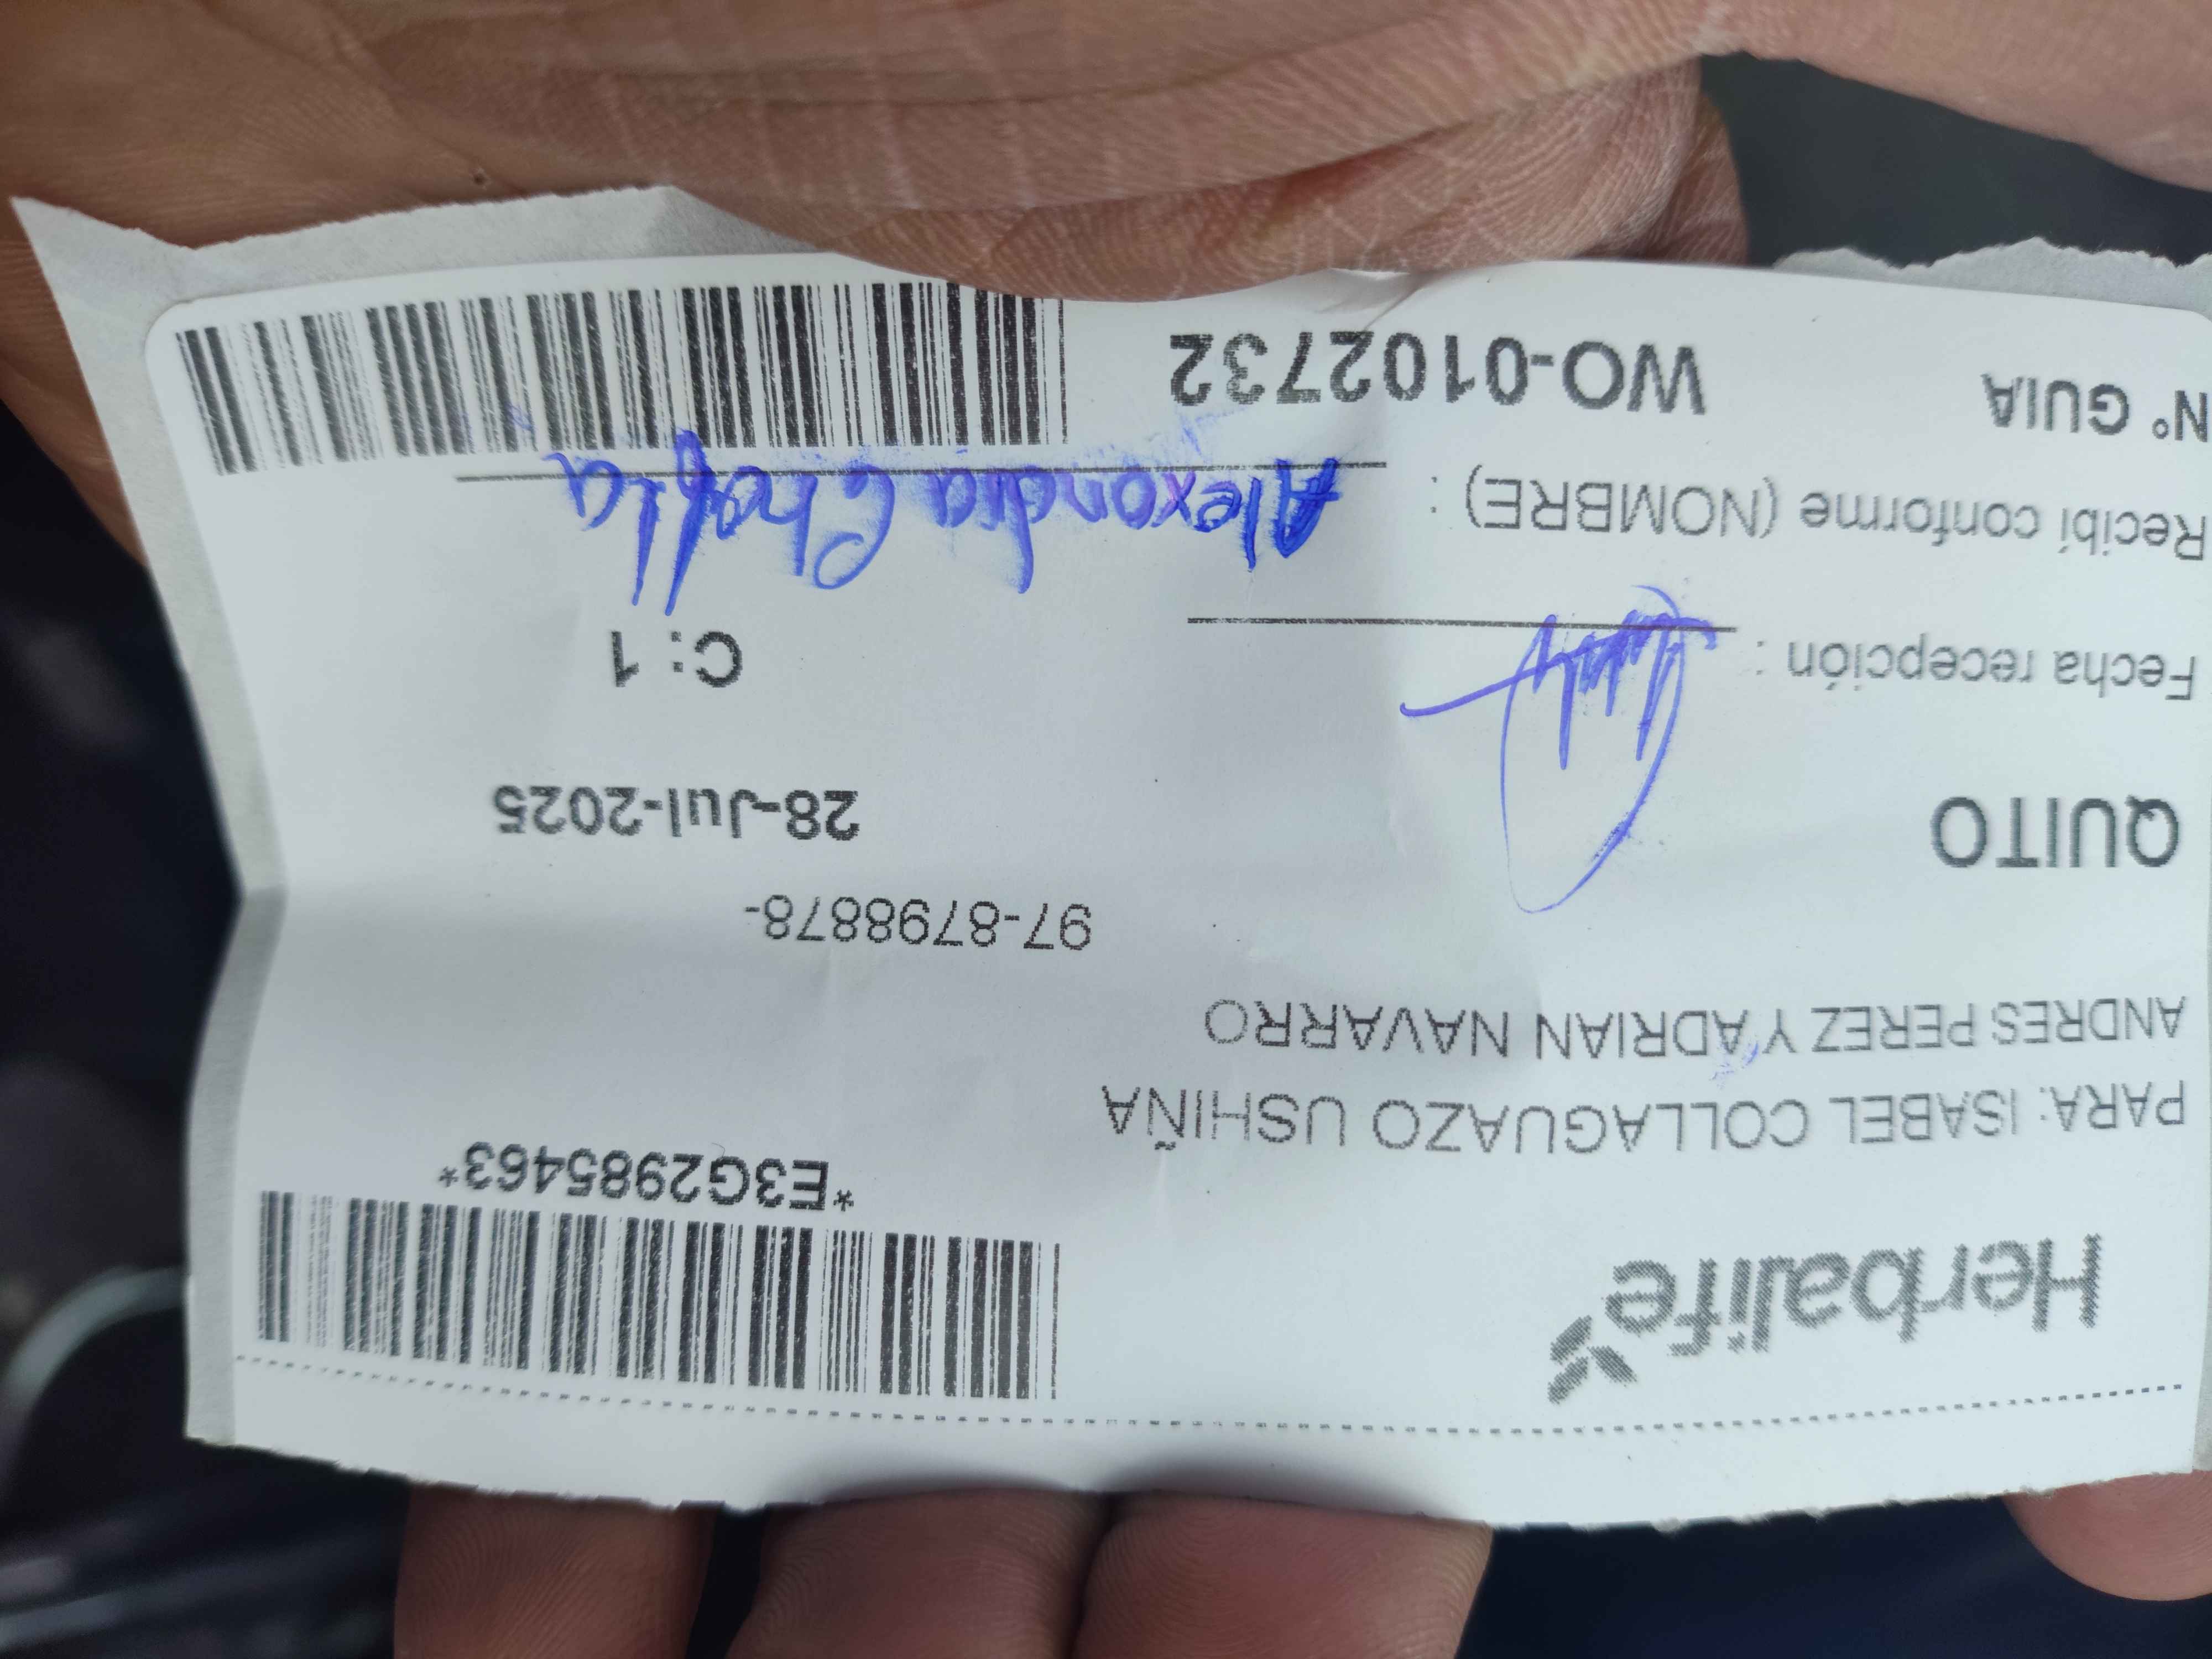 Herbalife
*E3G2985463*
PARA: ISABEL COLLAGUAZO USHIÑA
ANDRES PEREZ Y ADRIAN NAVARRO
97-8798878-
QUITO
28-Jul-2025
Fecha recepción :
C: 1
Recibí conforme (NOMBRE) : Alexandra
N° GUIA WO-0102732